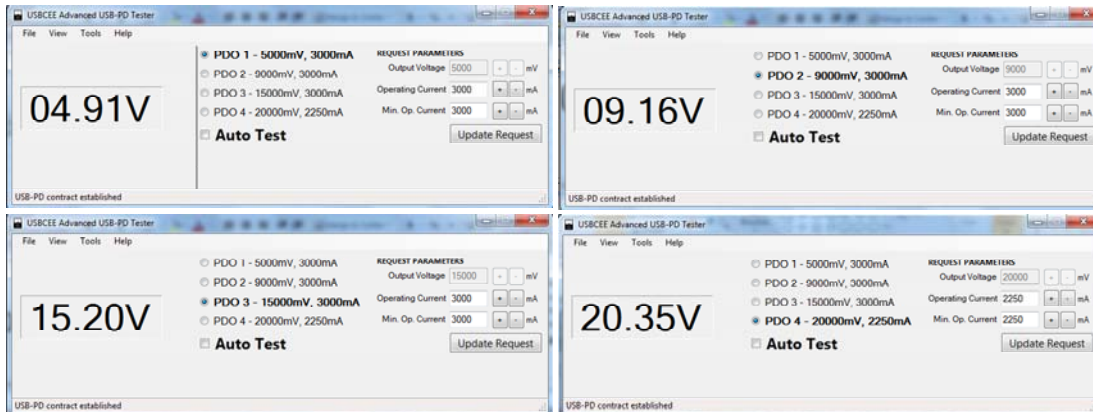 USBCEE Advanced USB-PD Tester
File View Tools Help
04.91V
PDO 1 - 5000mV, 3000mA
PDO 2 - 9000mV, 3000mA
PDO 3 - 15000mV, 3000mA
PDO 4 - 20000mV, 2250mA
Auto Test
REQUEST PARAMETERS
Output Voltage 5000 + - mV
Operating Current 3000 + - mA
Min. Op. Current 3000 + - mA
Update Request
USB-PD contract established
USBCEE Advanced USB-PD Tester
File View Tools Help
09.16V
PDO 1 - 5000mV, 3000mA
PDO 2 - 9000mV, 3000mA
PDO 3 - 15000mV, 3000mA
PDO 4 - 20000mV, 2250mA
Auto Test
REQUEST PARAMETERS
Output Voltage 9000 + - mV
Operating Current 3000 + - mA
Min. Op. Current 3000 + - mA
Update Request
USB-PD contract established
USBCEE Advanced USB-PD Tester
File View Tools Help
15.20V
PDO 1 - 5000mV, 3000mA
PDO 2 - 9000mV, 3000mA
PDO 3 - 15000mV, 3000mA
PDO 4 - 20000mV, 2250mA
Auto Test
REQUEST PARAMETERS
Output Voltage 15000 + - mV
Operating Current 3000 + - mA
Min. Op. Current 3000 + - mA
Update Request
USB-PD contract established
USBCEE Advanced USB-PD Tester
File View Tools Help
20.35V
PDO 1 - 5000mV, 3000mA
PDO 2 - 9000mV, 3000mA
PDO 3 - 15000mV, 3000mA
PDO 4 - 20000mV, 2250mA
Auto Test
REQUEST PARAMETERS
Output Voltage 20000 + - mV
Operating Current 2250 + - mA
Min. Op. Current 2250 + - mA
Update Request
USB-PD contract established